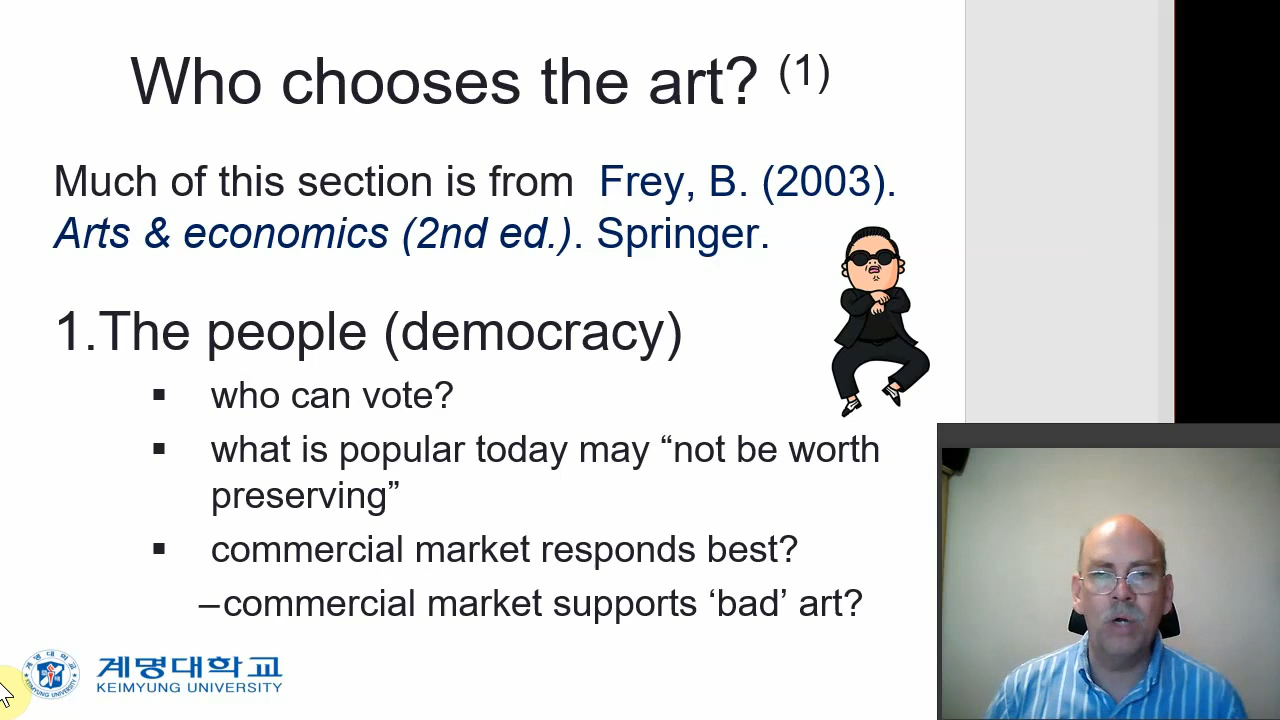 Who chooses the art? (1)
Much of this section is from Frey, B. (2003).
Arts & economics (2nd ed.). Springer.
1.The people (democracy)
▪ who can vote?
▪ what is popular today may “not be worth
preserving”
▪ commercial market responds best?
–commercial market supports ‘bad’ art?
계명대학교
KEIMYUNG UNIVERSITY